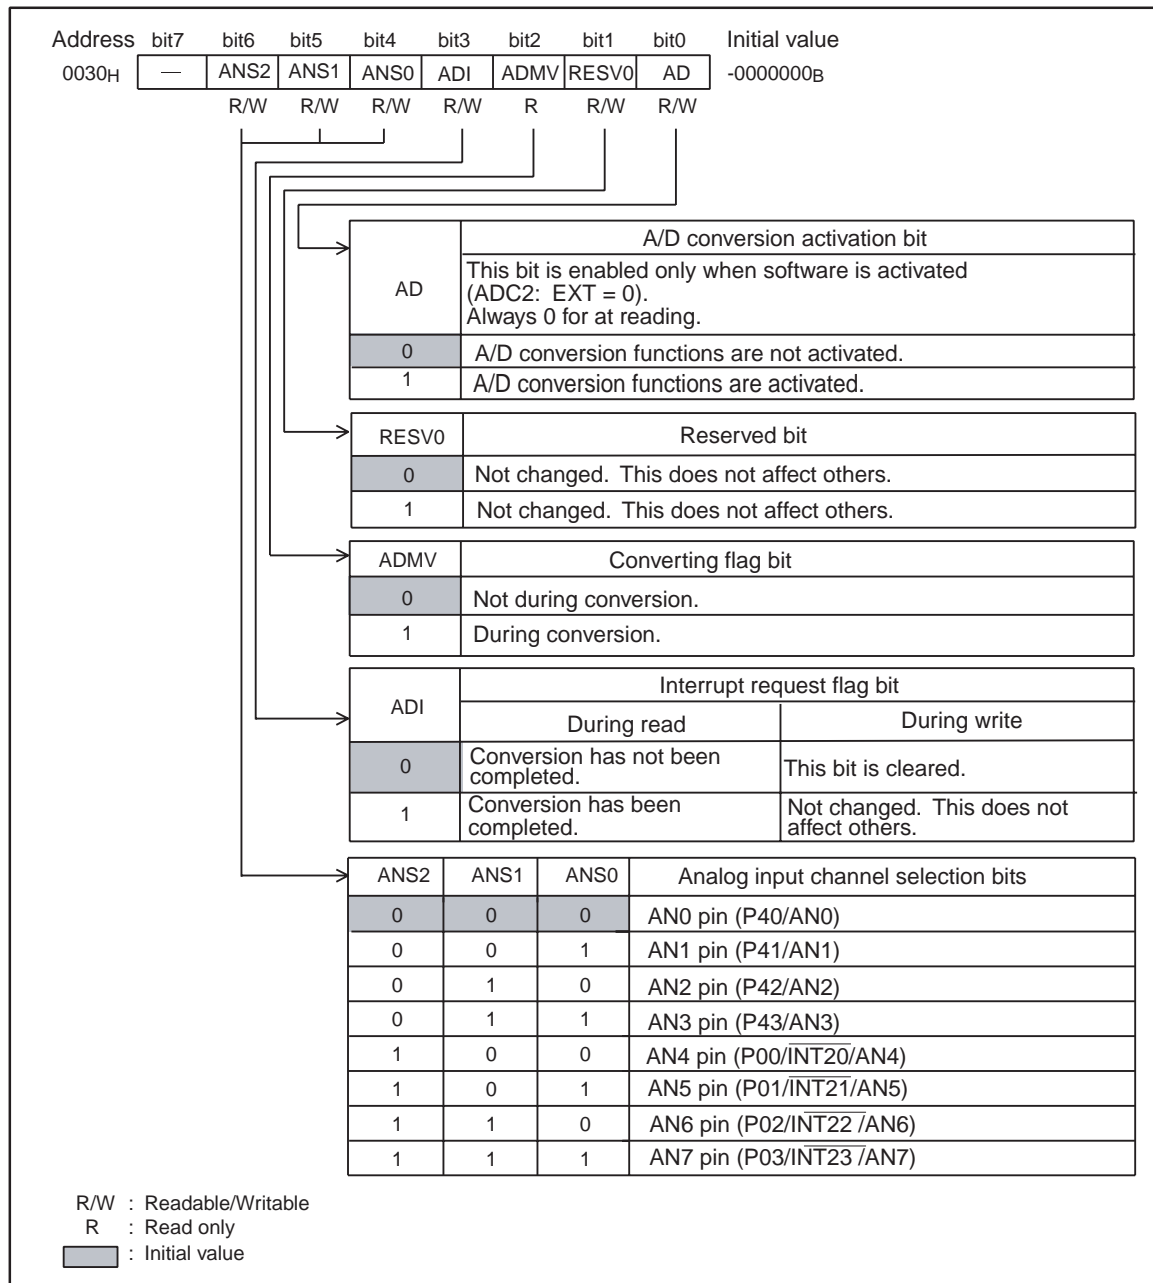 Address bit7 bit6 bit5 bit4 bit3 bit2 bit1 bit0 Initial value
0030H — ANS2 ANS1 ANS0 ADI ADMV RESV0 AD -0000000B
R/W R/W R/W R/W R R/W R/W
AD A/D conversion activation bit
This bit is enabled only when software is activated
(ADC2: EXT = 0).
Always 0 for at reading.
0 A/D conversion functions are not activated.
1 A/D conversion functions are activated.
RESV0 Reserved bit
0 Not changed. This does not affect others.
1 Not changed. This does not affect others.
ADMV Converting flag bit
0 Not during conversion.
1 During conversion.
ADI Interrupt request flag bit
During read During write
0 Conversion has not been completed. This bit is cleared.
1 Conversion has been completed. Not changed. This does not affect others.
ANS2 ANS1 ANS0 Analog input channel selection bits
0 0 0 AN0 pin (P40/AN0)
0 0 1 AN1 pin (P41/AN1)
0 1 0 AN2 pin (P42/AN2)
0 1 1 AN3 pin (P43/AN3)
1 0 0 AN4 pin (P00/INT20/AN4)
1 0 1 AN5 pin (P01/INT21/AN5)
1 1 0 AN6 pin (P02/INT22 /AN6)
1 1 1 AN7 pin (P03/INT23 /AN7)
R/W : Readable/Writable
R : Read only
: Initial value